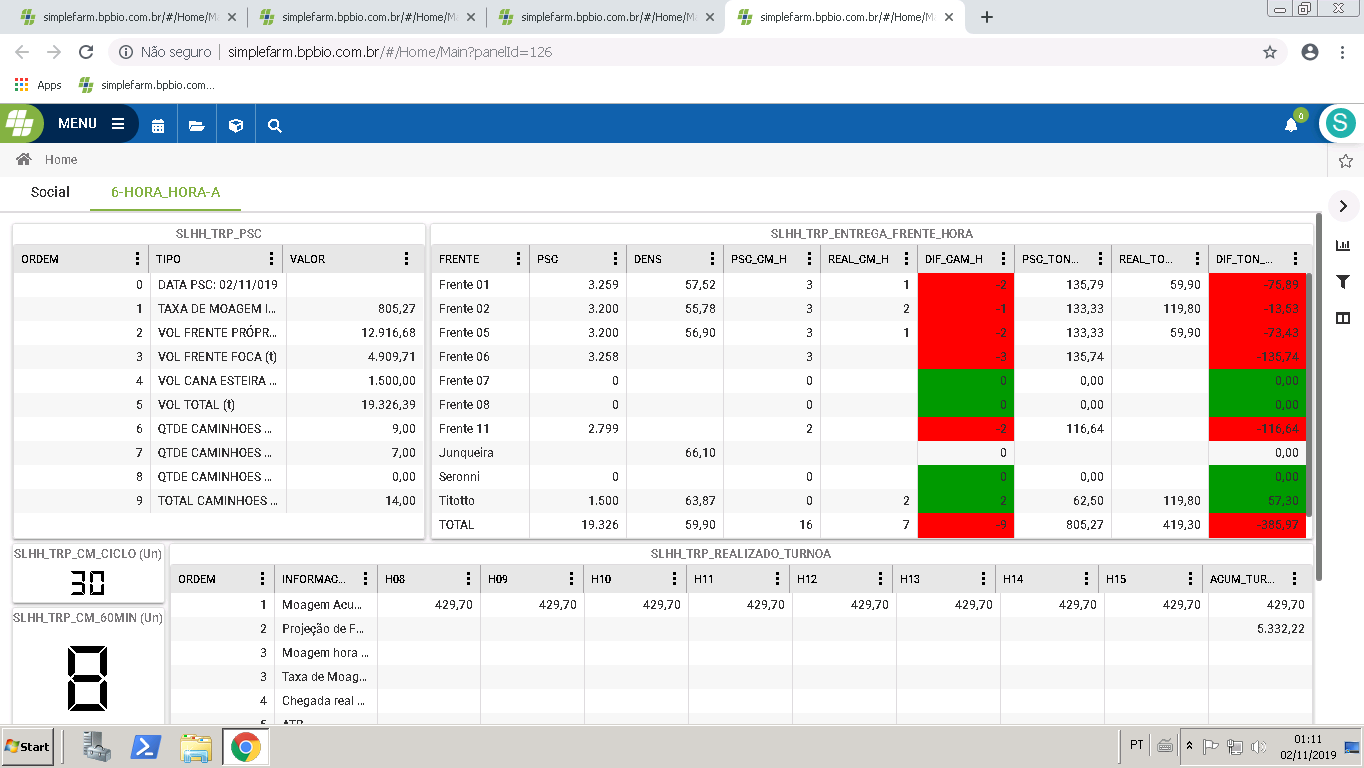 simplefarm.bpbio.com.br/#/Home/M
simplefarm.bpbio.com.br/#/Home/M
simplefarm.bpbio.com.br/#/Home/M
simplefarm.bpbio.com.br/#/Home/M
Não seguro simplefarm.bpbio.com.br/#/Home/Main?panelId=126
Apps simplefarm.bpbio.com...
MENU 0 S
Home
Social 6-HORA_HORA-A
SLHH_TRP_PSC
ORDEM TIPO VALOR
0 DATA PSC: 02/11/019
1 TAXA DE MOAGEM I... 805,27
2 VOL FRENTE PRÓPR... 12.916,68
3 VOL FRENTE FOCA (t) 4.909,71
4 VOL CANA ESTEIRA ... 1.500,00
5 VOL TOTAL (t) 19.326,39
6 QTDE CAMINHOES ... 9,00
7 QTDE CAMINHOES ... 7,00
8 QTDE CAMINHOES ... 0,00
9 TOTAL CAMINHOES ... 14,00
SLHH_TRP_ENTREGA_FRENTE_HORA
FRENTE PSC DENS PSC_CM_H REAL_CM_H DIF_CAM_H PSC_TON... REAL_TO... DIF_TON_...
Frente 01 3.259 57,52 3 1 -2 135,79 59,90 -75,89
Frente 02 3.200 55,78 3 2 -1 133,33 119,80 -13,53
Frente 05 3.200 56,90 3 1 -2 133,33 59,90 -73,43
Frente 06 3.258 3 -3 135,74 -135,74
Frente 07 0 0 0 0,00 0,00
Frente 08 0 0 0 0,00 0,00
Frente 11 2.799 2 -2 116,64 -116,64
Junqueira 66,10 0 0,00
Seronni 0 0 0 0,00 0,00
Titotto 1.500 63,87 0 2 2 62,50 119,80 57,30
TOTAL 19.326 59,90 16 7 -9 805,27 419,30 -385,97
SLHH_TRP_CM_CICLO (Un)
30
SLHH_TRP_CM_60MIN (Un)
8
SLHH_TRP_REALIZADO_TURNOA
ORDEM INFORMAC... H08 H09 H10 H11 H12 H13 H14 H15 ACUM_TUR...
1 Moagem Acu... 429,70 429,70 429,70 429,70 429,70 429,70 429,70 429,70 429,70
2 Projeção de F... 5.332,22
3 Moagem hora ...
3 Taxa de Moag...
4 Chegada real ...
5 ATR
Start PT 01:11
02/11/2019